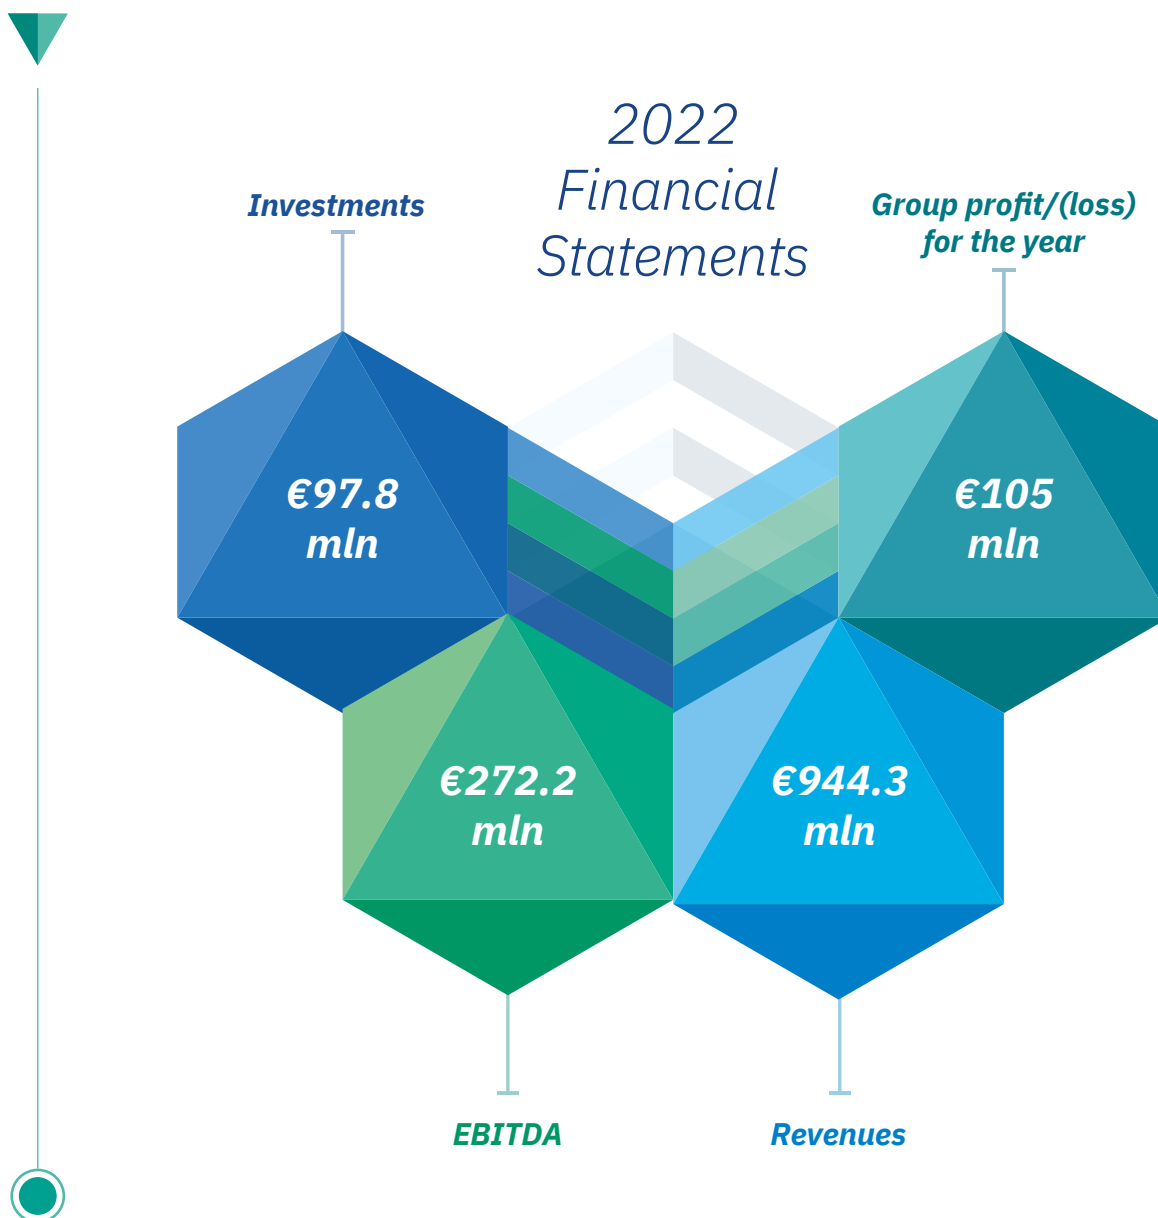 2022
Financial
Statements
Investments
Group profit/(loss)
for the year
€97.8
mln
€105
mln
€272.2
mln
€944.3
mln
EBITDA
Revenues